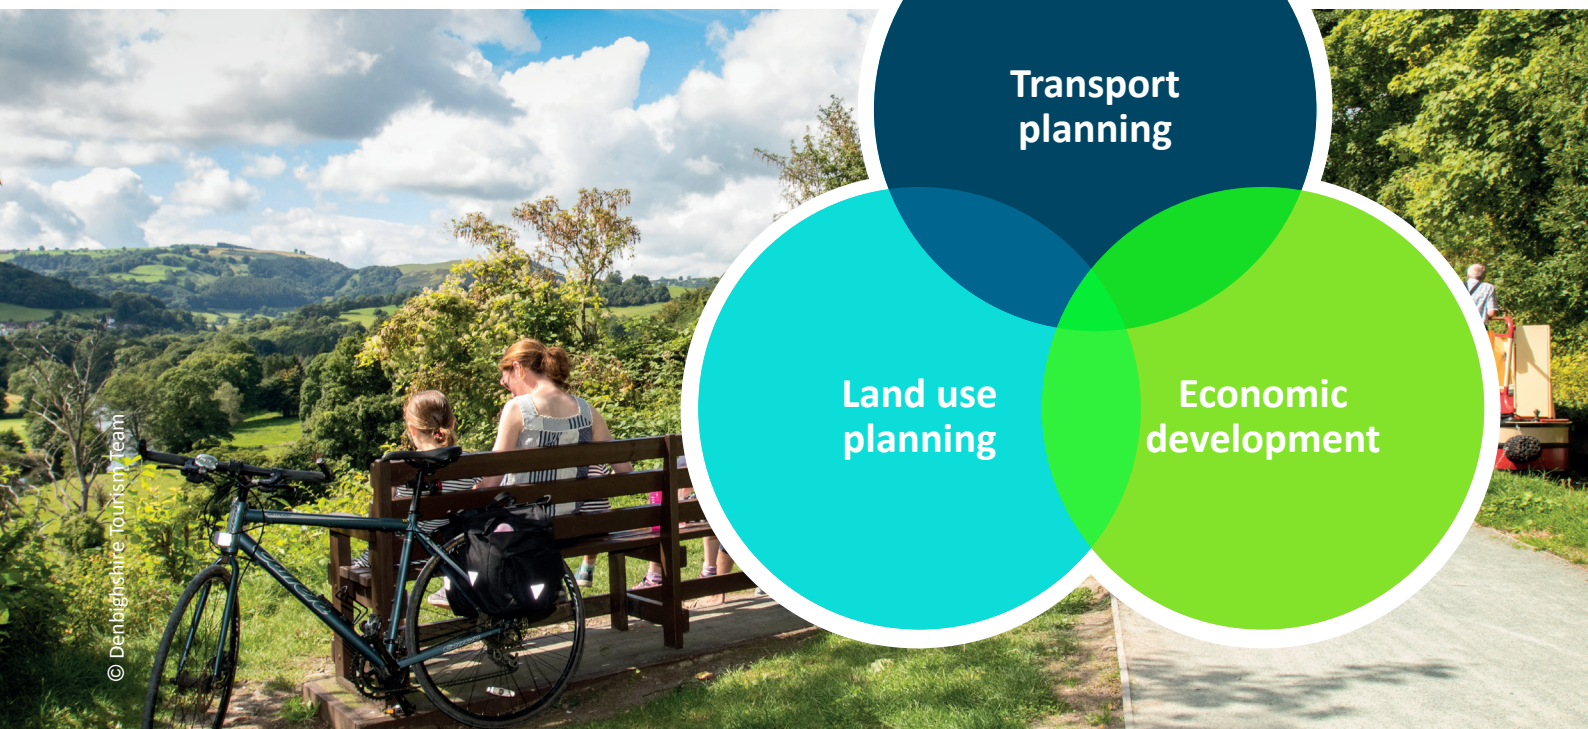 Transport
planning
Land use
planning
Economic
development
© Denbighshire Tourism Team